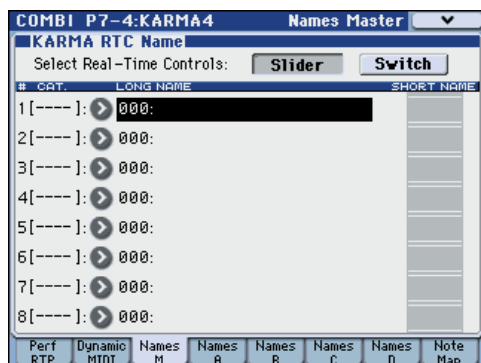 COMBI P7-4:KARMA4 Names Master
KARMA RTC Name
Select Real-Time Controls: Slider Switch
# CAT. LONG NAME SHORT NAME
1[---- ]: 000:
2[---- ]: 000:
3[---- ]: 000:
4[---- ]: 000:
5[---- ]: 000:
6[---- ]: 000:
7[---- ]: 000:
8[---- ]: 000:
Perf RTP Dynamic MIDI Names M Names A Names B Names C Names D Note Map